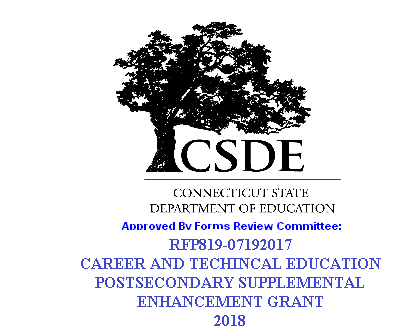 CSDE
CONNECTICUT STATE
DEPARTMENT OF EDUCATION
Approved By Forms Review Committee:
RFP819-07192017
CAREER AND TECHINCAL EDUCATION
POSTSECONDARY SUPPLEMENTAL
ENHANCEMENT GRANT
2018